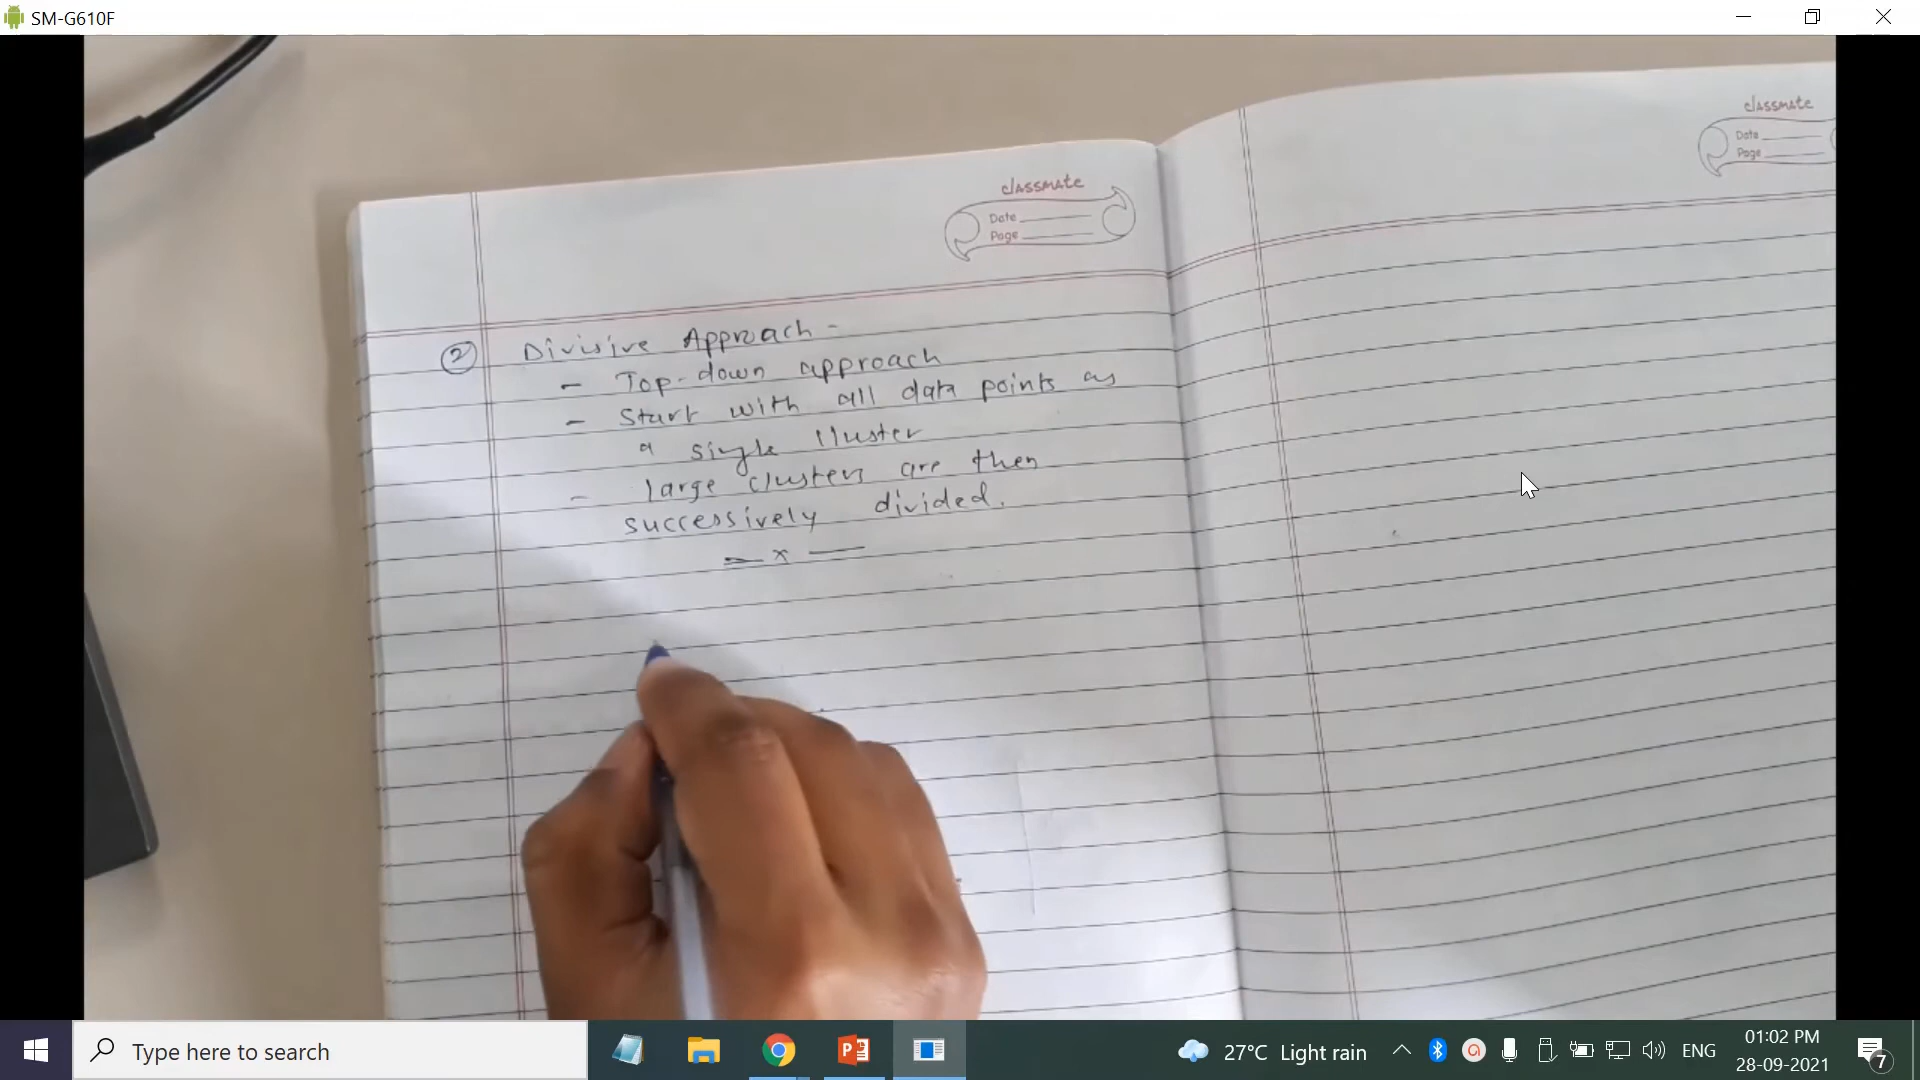 SM-G610F
classmate
Date
Page
classmate
Date
Page
② Divisive Approach -
- Top-down approach
- Start with all data points as
a single cluster
- large clusters are then
successively divided.
— x —
Type here to search
27°C Light rain
ENG
01:02 PM
28-09-2021
7